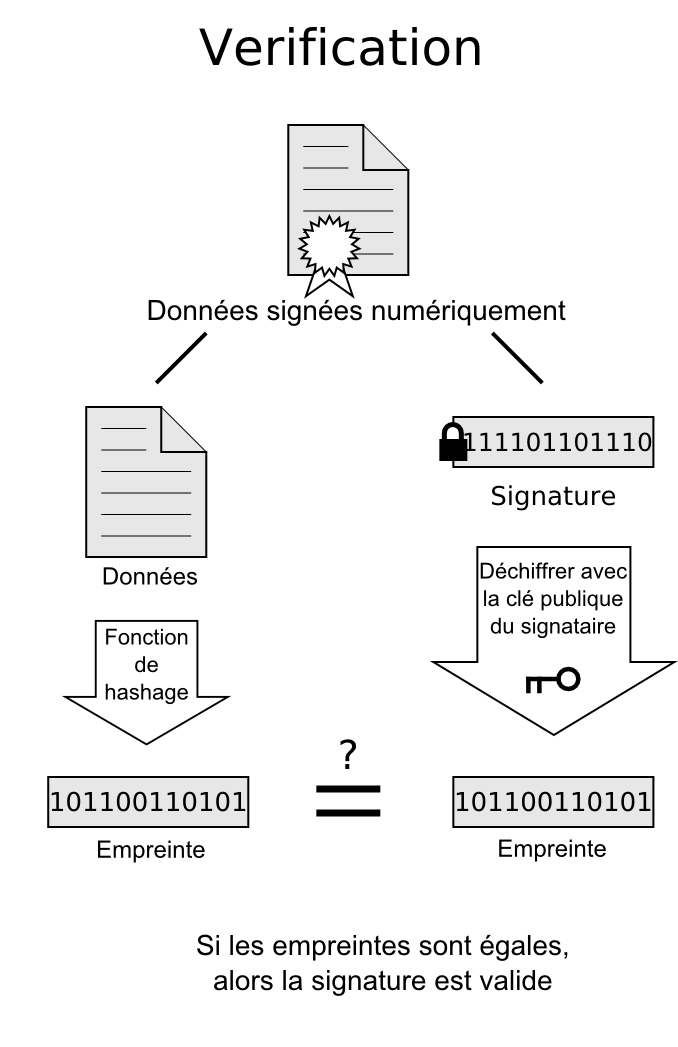 Verification
Données signées numériquement
111101101110
Signature
Données
Déchiffrer avec
la clé publique
du signataire
Fonction
de
hashage
?
=
101100110101
101100110101
Empreinte
Empreinte
Si les empreintes sont égales,
alors la signature est valide